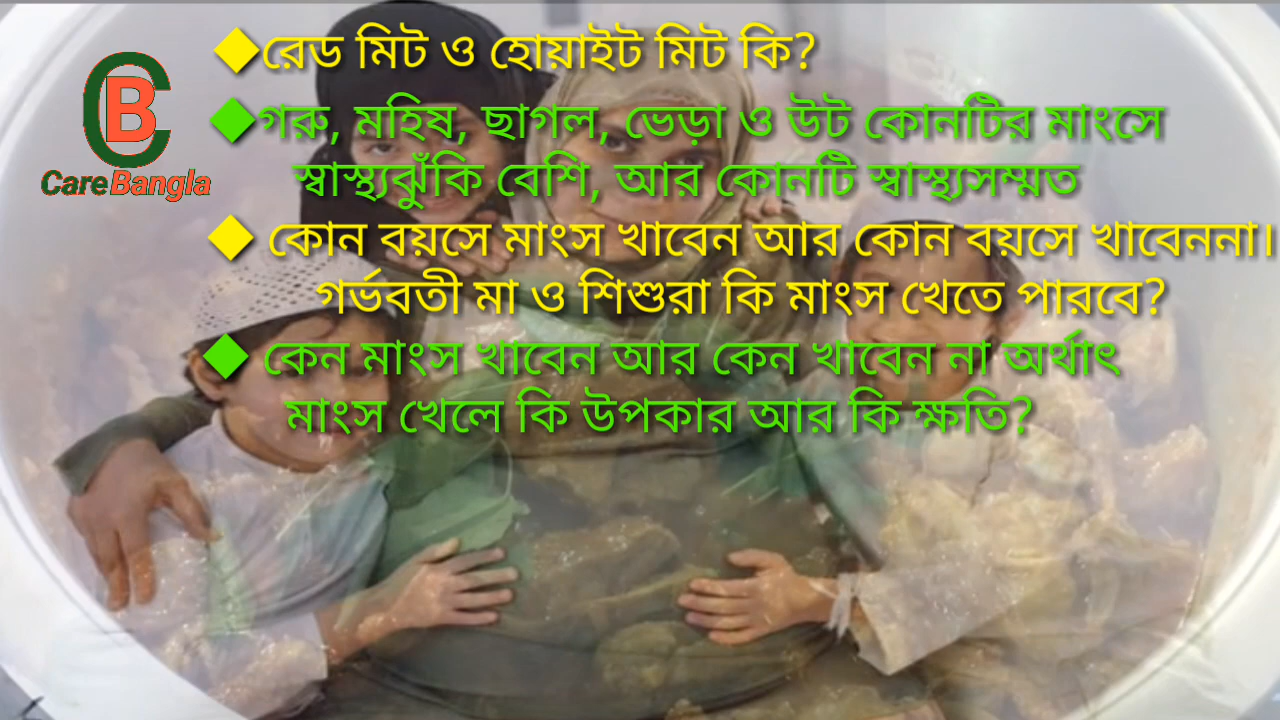 CB
CareBangla
রেড মিট ও হোয়াইট মিট কি?
গরু, মহিষ, ছাগল, ভেড়া ও উট কোনটির মাংসে
স্বাস্থ্যঝুঁকি বেশি, আর কোনটি স্বাস্থ্যসম্মত
কোন বয়সে মাংস খাবেন আর কোন বয়সে খাবেননা।
গর্ভবতী মা ও শিশুরা কি মাংস খেতে পারবে?
কেন মাংস খাবেন আর কেন খাবেন না অর্থাৎ
মাংস খেলে কি উপকার আর কি ক্ষতি?